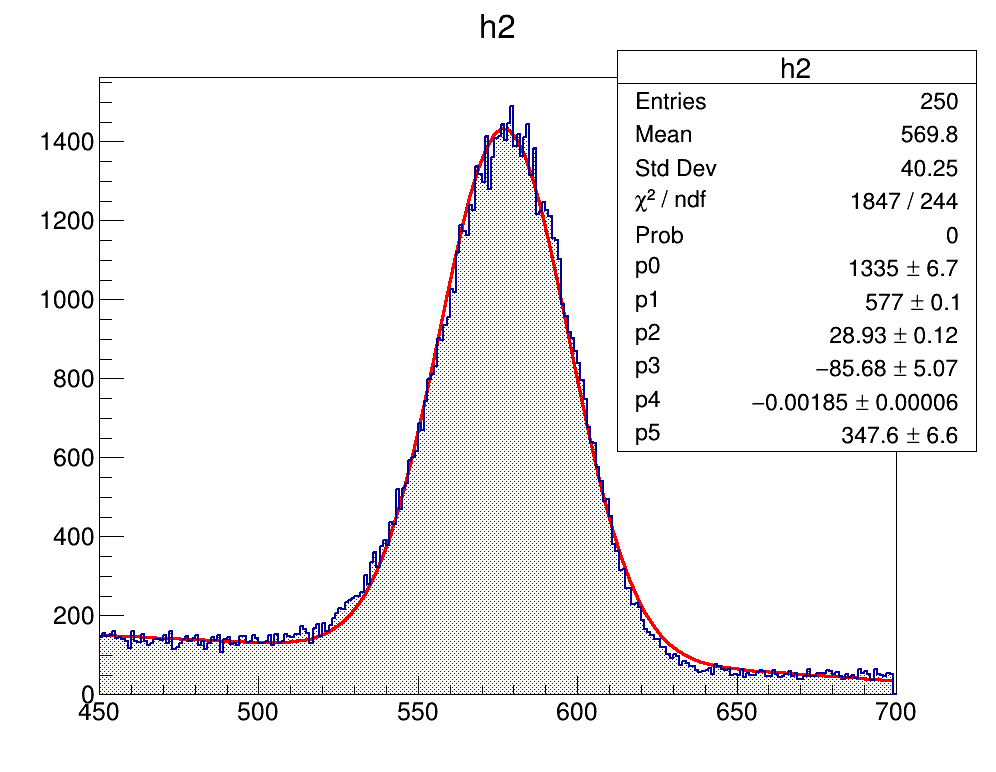 h2
h2
Entries 250
Mean 569.8
Std Dev 40.25
χ² / ndf 1847 / 244
Prob 0
p0 1335 ± 6.7
p1 577 ± 0.1
p2 28.93 ± 0.12
p3 −85.68 ± 5.07
p4 −0.00185 ± 0.00006
p5 347.6 ± 6.6
1400
1200
1000
800
600
400
200
0
450 500 550 600 650 700